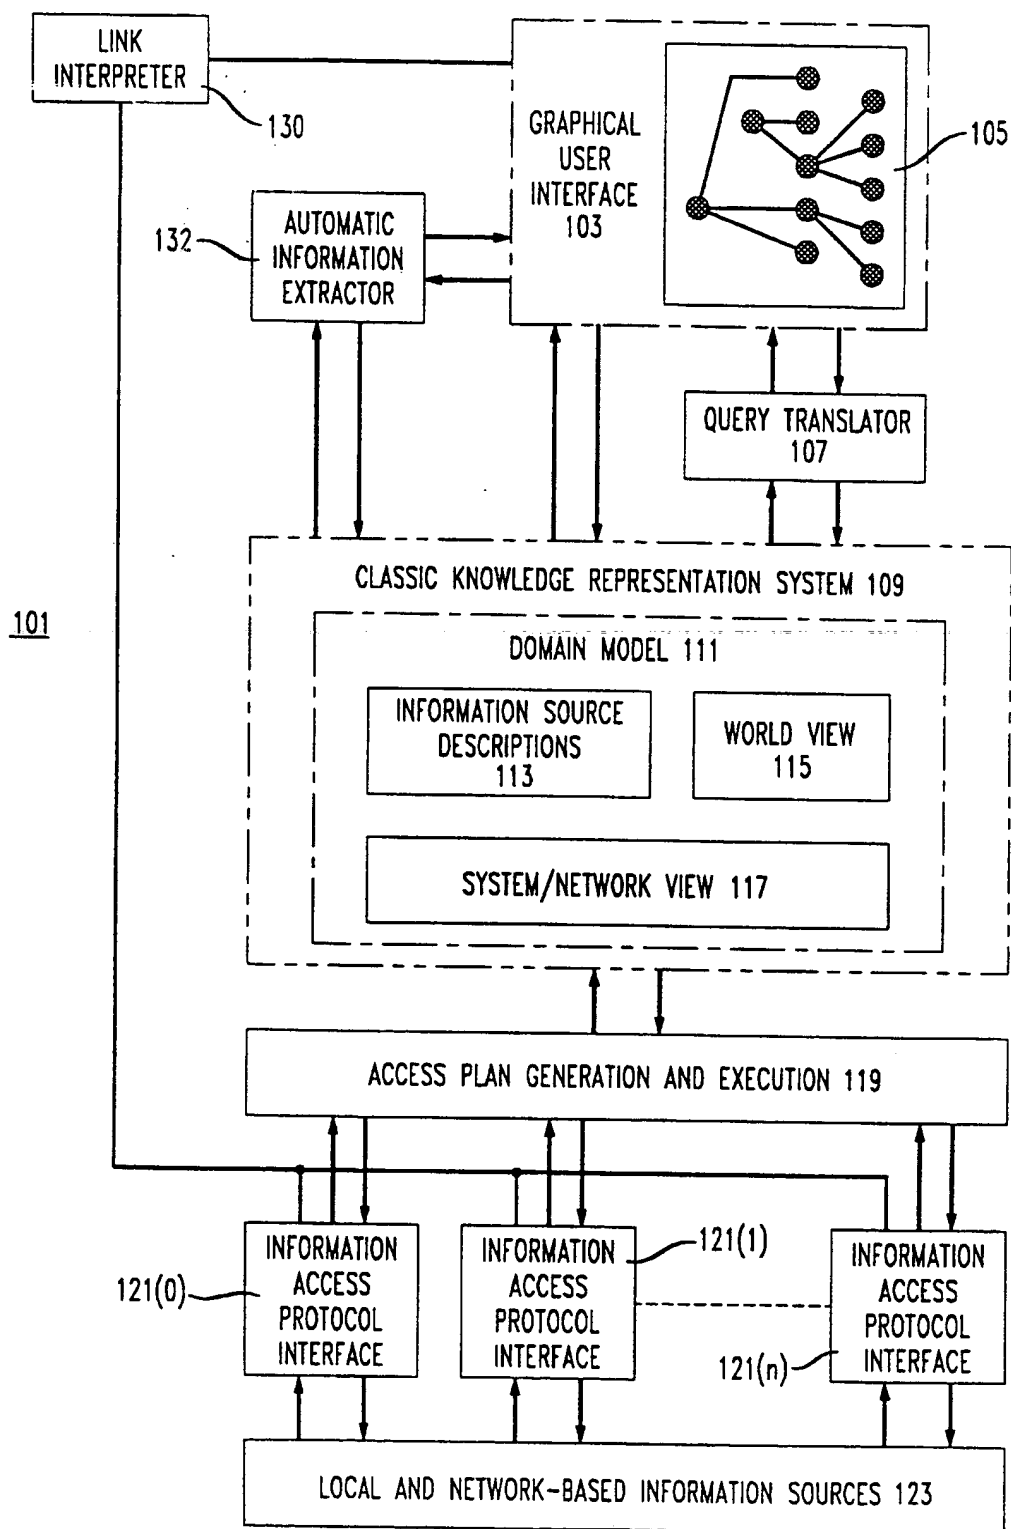 LINK
INTERPRETER
130
GRAPHICAL
USER
INTERFACE
103
105
132
AUTOMATIC
INFORMATION
EXTRACTOR
QUERY TRANSLATOR
107
101
CLASSIC KNOWLEDGE REPRESENTATION SYSTEM 109
DOMAIN MODEL 111
INFORMATION SOURCE
DESCRIPTIONS
113
WORLD VIEW
115
SYSTEM/NETWORK VIEW 117
ACCESS PLAN GENERATION AND EXECUTION 119
121(0)
INFORMATION
ACCESS
PROTOCOL
INTERFACE
121(1)
INFORMATION
ACCESS
PROTOCOL
INTERFACE
121(n)
INFORMATION
ACCESS
PROTOCOL
INTERFACE
LOCAL AND NETWORK-BASED INFORMATION SOURCES 123